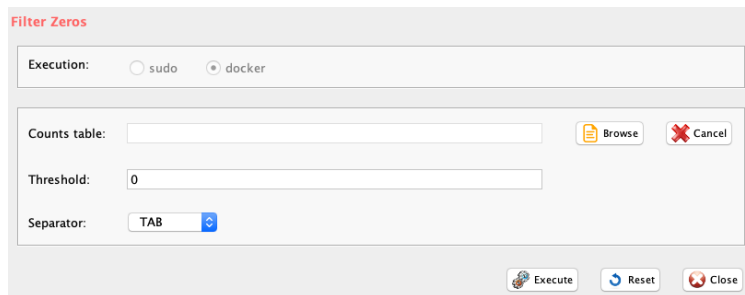 Filter Zeros
Execution: sudo docker
Counts table: Browse Cancel
Threshold: 0
Separator: TAB
Execute Reset Close